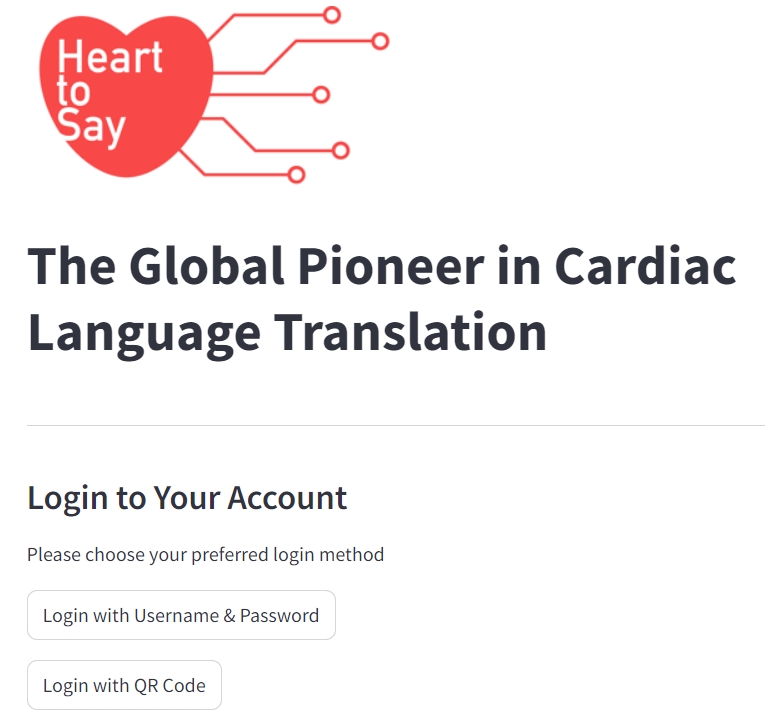 Heart
to
Say
The Global Pioneer in Cardiac
Language Translation
Login to Your Account
Please choose your preferred login method
Login with Username & Password
Login with QR Code